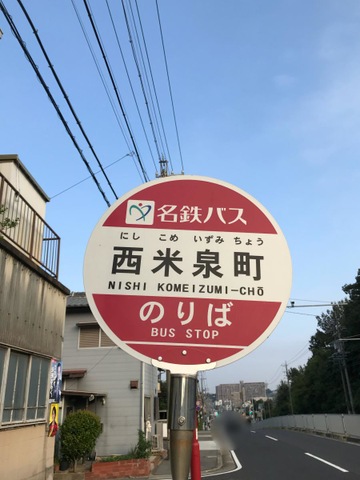 名鉄バス
にし こめ いずみ ちょう
西米泉町
NISHI KOMEIZUMI-CHŌ
のりば
BUS STOP